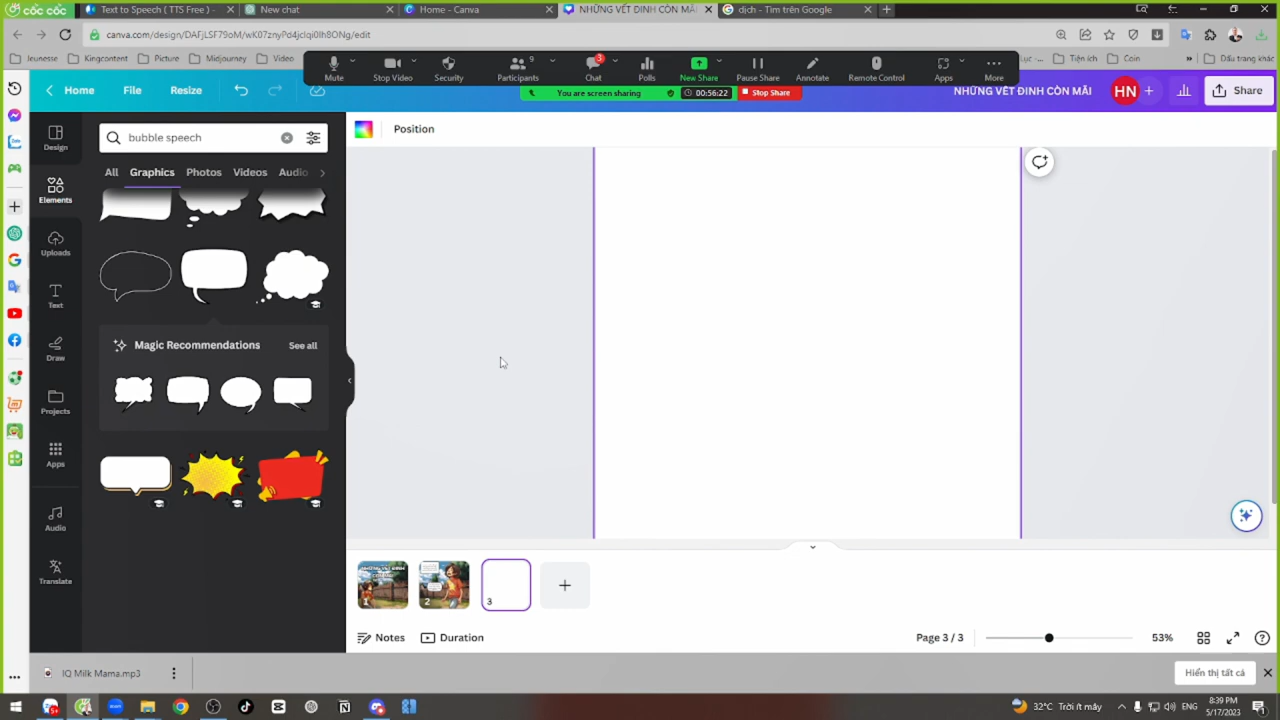 cốc cốc
Text to Speech ( TTS Free ) -
New chat
Home - Canva
NHỮNG VẾT ĐINH CÒN MÃI
dịch - Tìm trên Google
canva.com/design/DAFjLSF79oM/wK07znyPd4jclqi0lh8ONg/edit
Jeunesse
Kingcontent
Picture
Midjourney
Video
Tiện ích
Coin
Dấu trang khác
Mute
Stop Video
Security
Participants
9
Chat
3
Polls
New Share
Pause Share
Annotate
Remote Control
Apps
More
You are screen sharing
00:56:22
Stop Share
Home
File
Resize
NHỮNG VẾT ĐINH CÒN MÃI
HN
Share
Design
Elements
Uploads
Text
Draw
Projects
Apps
Audio
Translate
bubble speech
All
Graphics
Photos
Videos
Audio
Magic Recommendations
See all
Position
1
2
3
Notes
Duration
Page 3 / 3
53%
IQ Milk Mama.mp3
Hiển thị tất cả
32°C Trời ít mây
ENG
8:39 PM
5/17/2023